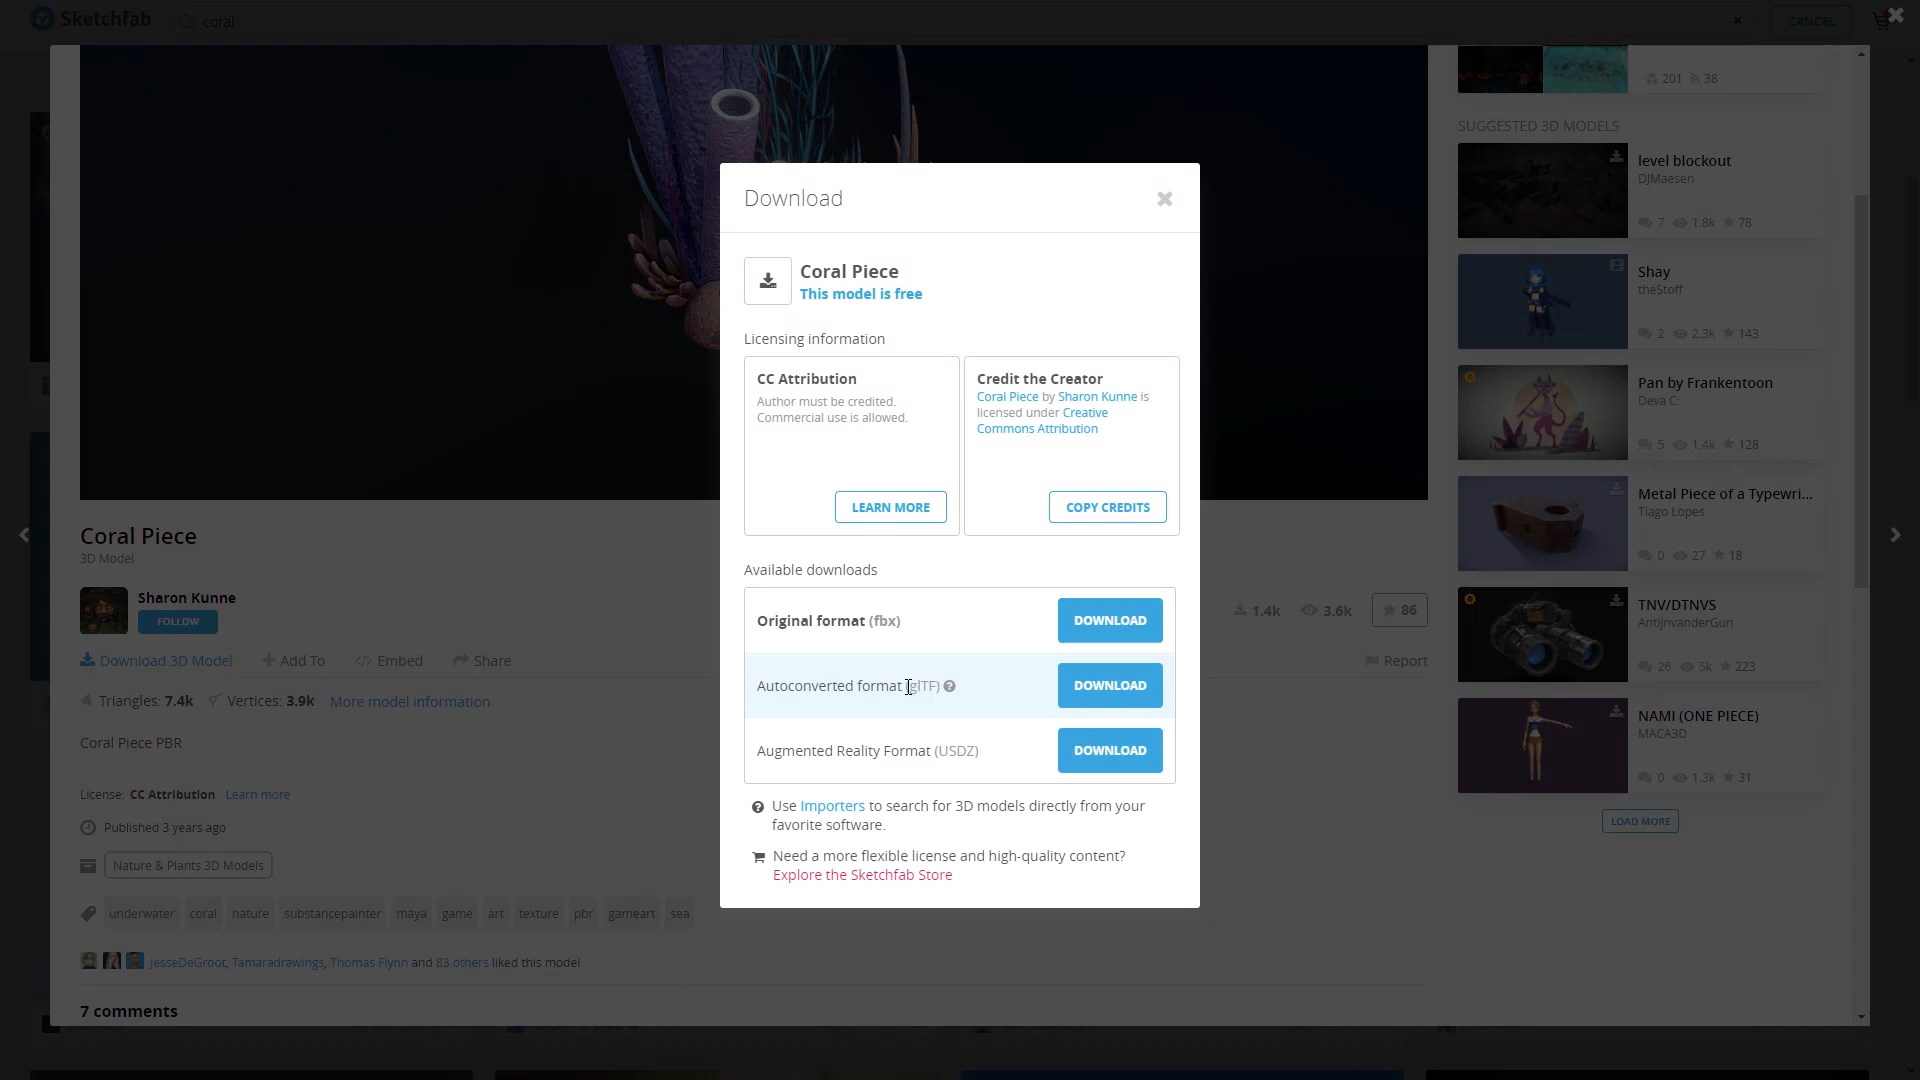 Sketchfab
coral
CANCEL
201 38
SUGGESTED 3D MODELS
level blockout
DJMaesen
7 1.8k 78
Shay
theStoff
2 2.3k 143
Pan by Frankentoon
Deva C:
5 1.4k 128
Metal Piece of a Typewri...
Tiago Lopes
0 27 18
TNV/DTNVS
AntijnvanderGun
26 5k 223
NAMI (ONE PIECE)
MACA3D
0 1.3k 31
LOAD MORE
Download
Coral Piece
This model is free
Licensing information
CC Attribution
Author must be credited.
Commercial use is allowed.
LEARN MORE
Credit the Creator
Coral Piece by Sharon Kunne is
licensed under Creative
Commons Attribution
COPY CREDITS
Available downloads
Original format (fbx)
DOWNLOAD
Autoconverted format (glTF)
DOWNLOAD
Augmented Reality Format (USDZ)
DOWNLOAD
Use Importers to search for 3D models directly from your
favorite software.
Need a more flexible license and high-quality content?
Explore the Sketchfab Store
Coral Piece
3D Model
Sharon Kunne
FOLLOW
1.4k 3.6k 86
Download 3D Model Add To Embed Share
Report
Triangles: 7.4k Vertices: 3.9k More model information
Coral Piece PBR
License: CC Attribution Learn more
Published 3 years ago
Nature & Plants 3D Models
underwater coral nature substancepainter maya game art texture pbr gameart sea
JesseDeGroot, Tamaradrawings, Thomas Flynn and 83 others liked this model
7 comments